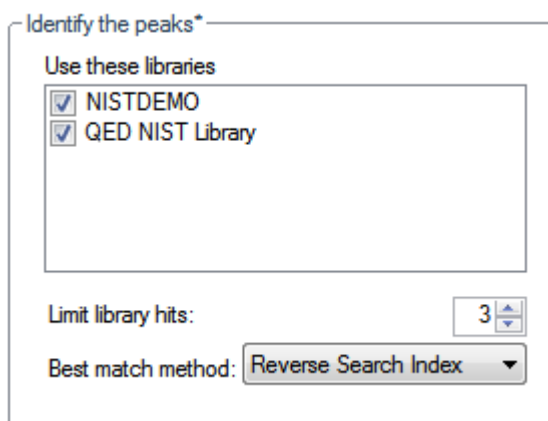 Identify the peaks*
Use these libraries
NISTDEMO
QED NIST Library
Limit library hits: 3
Best match method: Reverse Search Index